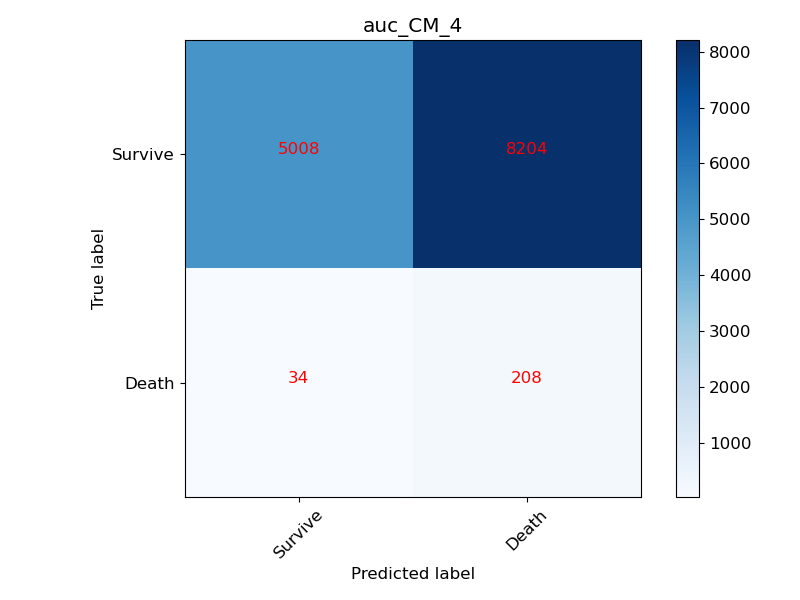 auc_CM_4
8000
7000
6000
5000
4000
3000
2000
1000
Survive
5008
8204
Death
34
208
True label
Survive
Death
Predicted label